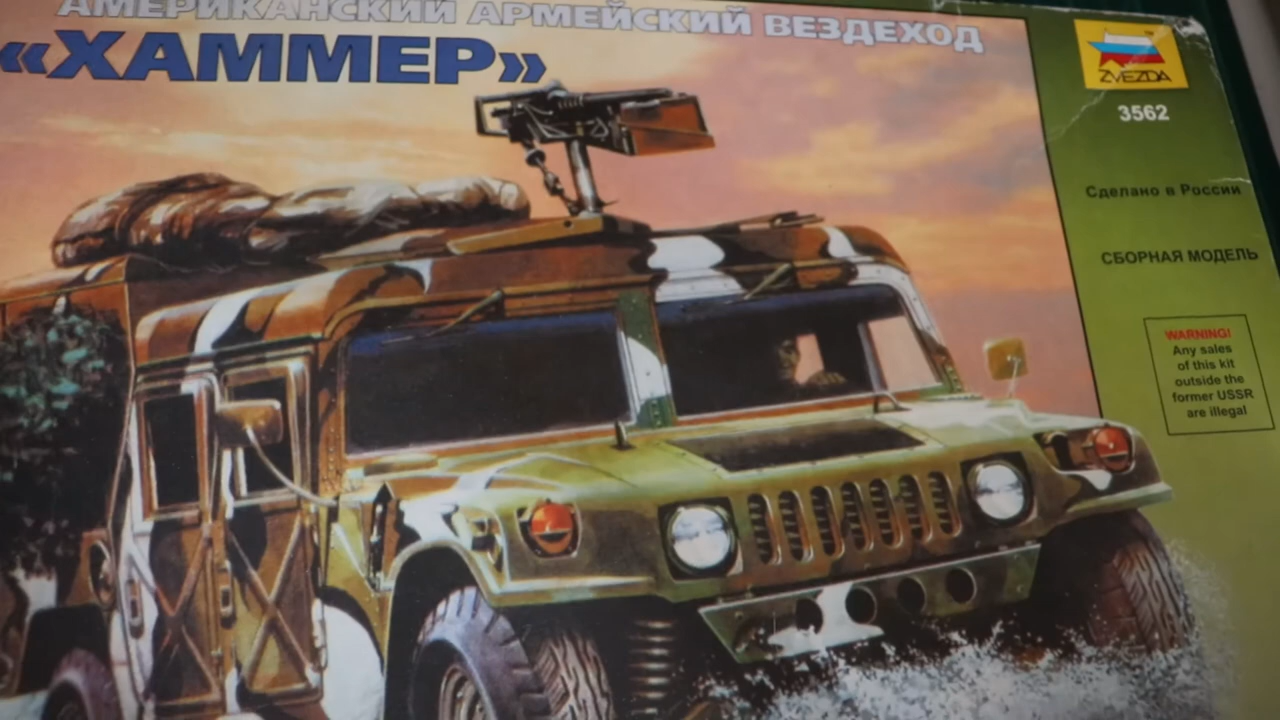 АМЕРИКАНСКИЙ АРМЕЙСКИЙ ВЕЗДЕХОД
«ХАММЕР»
ZVEZDA
3562
Сделано в России
СБОРНАЯ МОДЕЛЬ
WARNING!
Any sales
of this kit
outside the
former USSR
are illegal